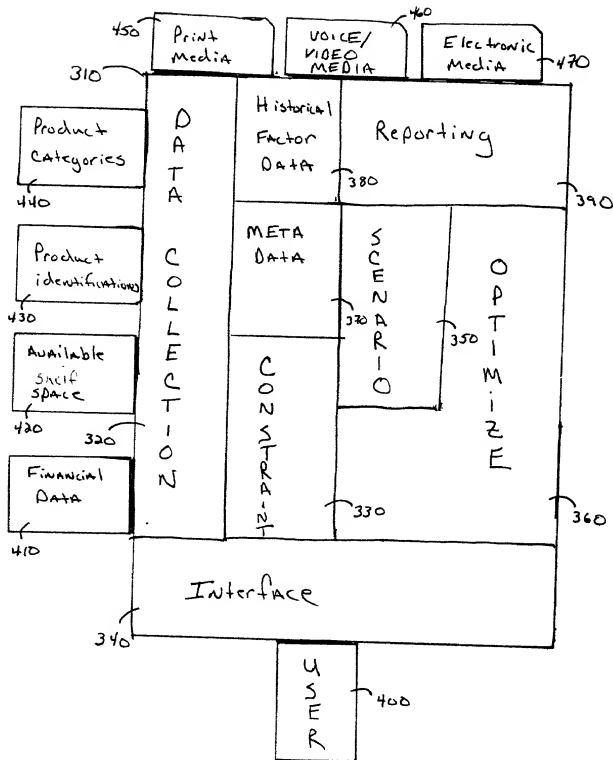 450
Print
Media
VOICE/
VIDEO
MEDIA
460
Electronic
Media
470
310
Product
Categories
440
Product
identifications
430
Available
shelf
space
420
Financial
Data
410
DATA COLLECTION
320
Historical
Factor
Data
380
Reporting
390
META
DATA
370
SCENARIO
350
OPTIMIZE
360
CONSTRAINT
330
Interface
340
USER
400